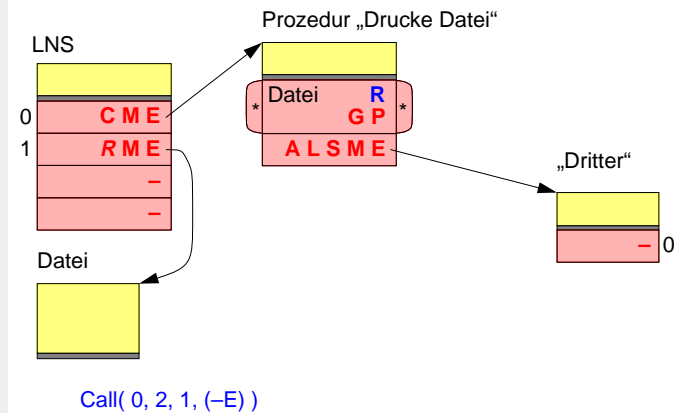 Prozedur „Drucke Datei“
LNS
0 C M E
* Datei R *
G P
1 R M E
A L S M E
–
–
„Dritter“
– 0
Datei
Call( 0, 2, 1, (–E) )